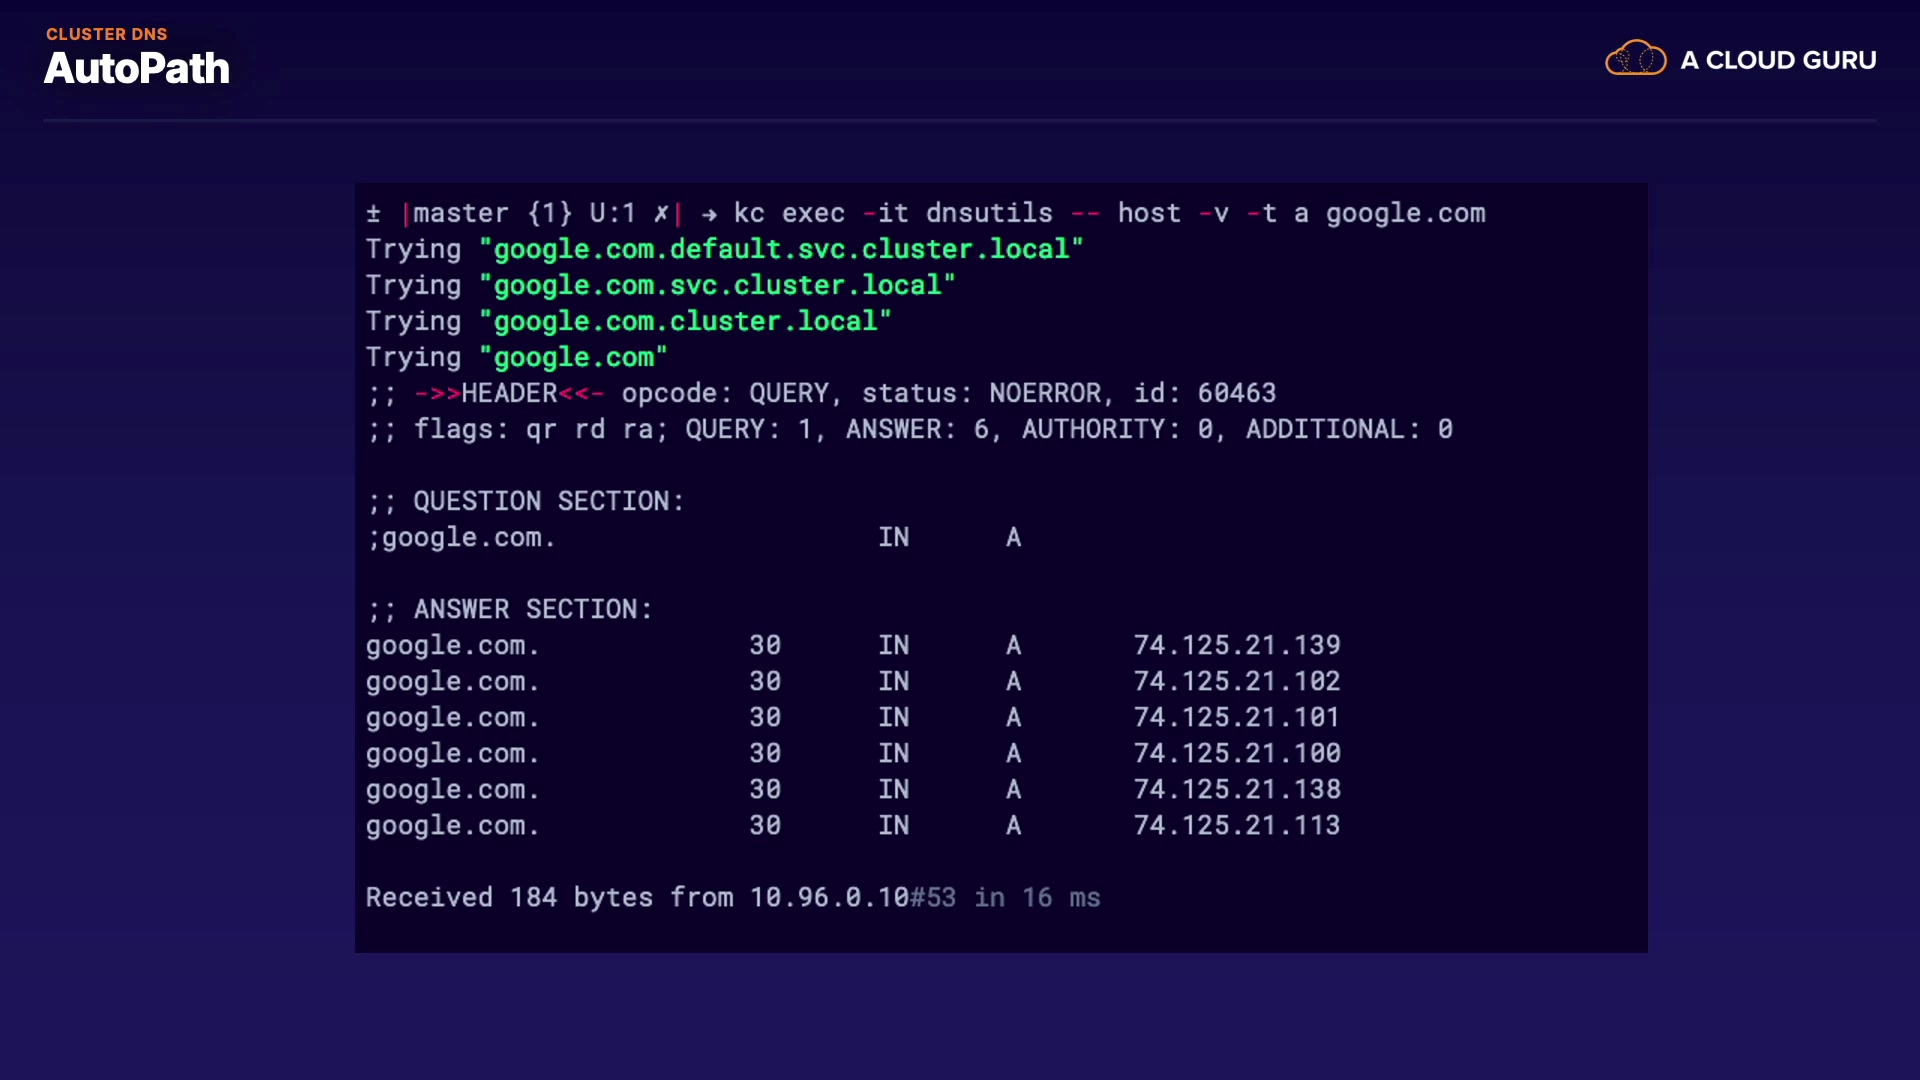 CLUSTER DNS
AutoPath
A CLOUD GURU
± |master {1} U:1 ✗| → kc exec -it dnsutils -- host -v -t a google.com
Trying "google.com.default.svc.cluster.local"
Trying "google.com.svc.cluster.local"
Trying "google.com.cluster.local"
Trying "google.com"
;; ->>HEADER<<- opcode: QUERY, status: NOERROR, id: 60463
;; flags: qr rd ra; QUERY: 1, ANSWER: 6, AUTHORITY: 0, ADDITIONAL: 0
;; QUESTION SECTION:
;google.com. IN A
;; ANSWER SECTION:
google.com. 30 IN A 74.125.21.139
google.com. 30 IN A 74.125.21.102
google.com. 30 IN A 74.125.21.101
google.com. 30 IN A 74.125.21.100
google.com. 30 IN A 74.125.21.138
google.com. 30 IN A 74.125.21.113
Received 184 bytes from 10.96.0.10#53 in 16 ms